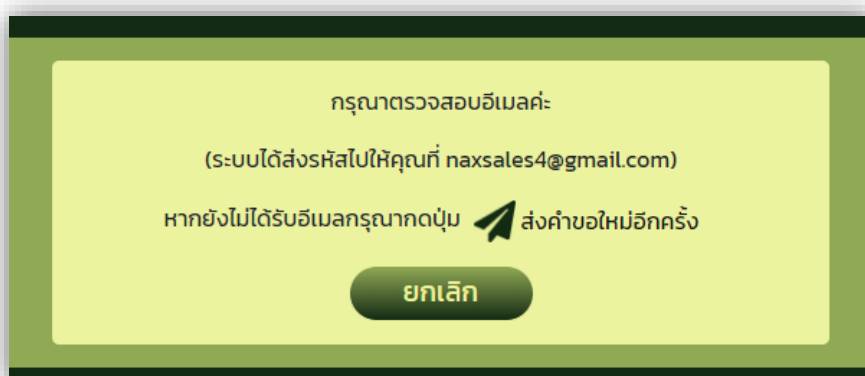 กรุณาตรวจสอบอีเมลค่ะ
(ระบบได้ส่งรหัสไปให้คุณที่ naxsales4@gmail.com)
หากยังไม่ได้รับอีเมลกรุณากดปุ่ม ส่งคำขอใหม่อีกครั้ง
ยกเลิก